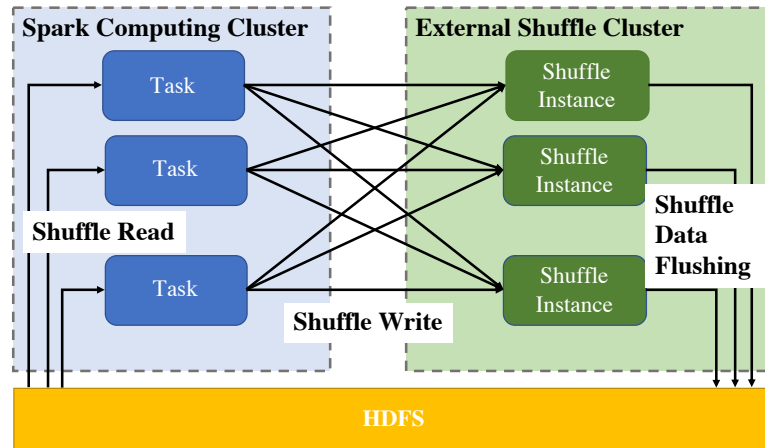 Spark Computing Cluster
External Shuffle Cluster
Task
Shuffle
Instance
Task
Shuffle
Instance
Shuffle Read
Shuffle
Data
Flushing
Task
Shuffle
Instance
Shuffle Write
HDFS